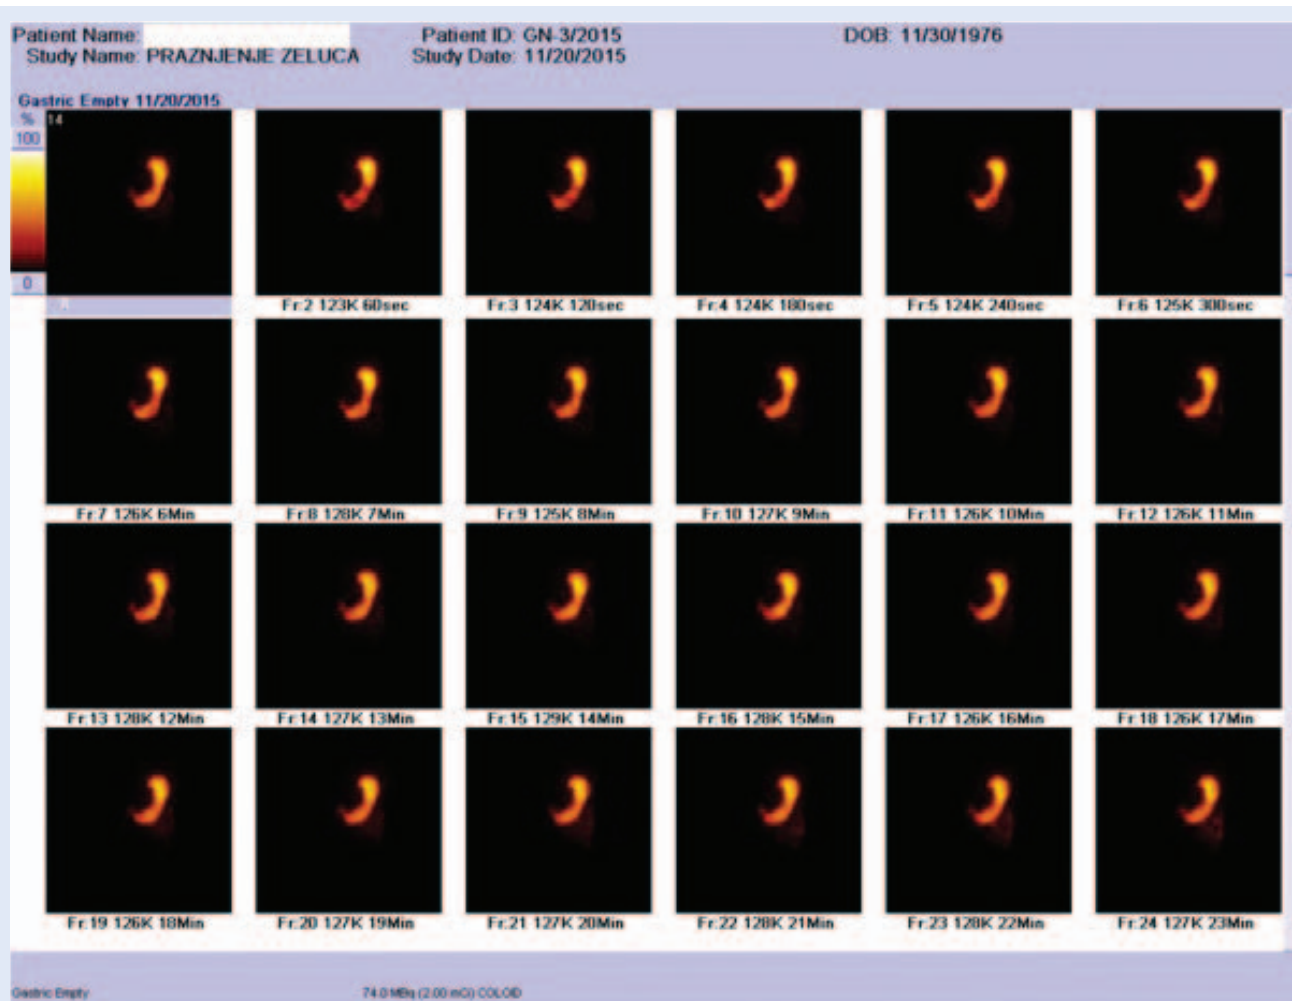 Patient Name: Patient ID: GN-3/2015 DOB: 11/30/1976
Study Name: PRAZNJENJE ZELUCA Study Date: 11/20/2015
Gastric Empty 11/20/2015
% 14
100
0
Fr:2 123K 60sec Fr:3 124K 120sec Fr:4 124K 180sec Fr:5 124K 240sec Fr:6 125K 300sec
Fr:7 126K 6Min Fr:8 128K 7Min Fr:9 125K 8Min Fr:10 127K 9Min Fr:11 126K 10Min Fr:12 126K 11Min
Fr:13 128K 12Min Fr:14 127K 13Min Fr:15 129K 14Min Fr:16 128K 15Min Fr:17 126K 16Min Fr:18 126K 17Min
Fr:19 126K 18Min Fr:20 127K 19Min Fr:21 127K 20Min Fr:22 128K 21Min Fr:23 128K 22Min Fr:24 127K 23Min
Gastric Empty 74.0 MBq (2.00 mCi) COLOID